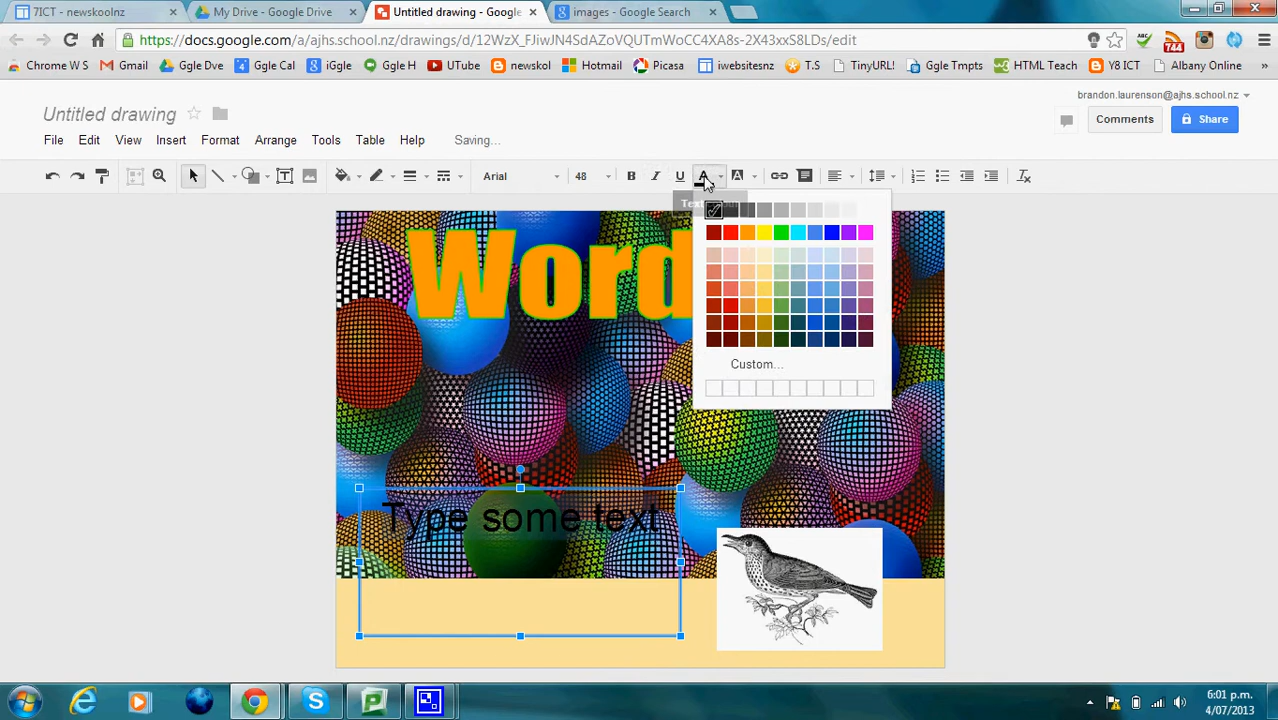 7ICT - newskoolnz
My Drive - Google Drive
Untitled drawing - Google
images - Google Search
https://docs.google.com/a/ajhs.school.nz/drawings/d/12WzX_FJiwJN4SdAZoVQUTmWoCC4XA8s-2X43xxS8LDs/edit
744
Chrome W S
Gmail
Ggle Dve
4
Ggle Cal
iGgle
Ggle H
UTube
newskol
Hotmail
Picasa
iwebsitesnz
T.S
TinyURL!
Ggle Tmpts
HTML Teach
Y8 ICT
Albany Online
brandon.laurenson@ajhs.school.nz
Untitled drawing
Comments
Share
File Edit View Insert Format Arrange Tools Table Help Saving...
Arial
48
B I U A A
Text
Word
Custom...
Type some text
6:01 p.m.
4/07/2013